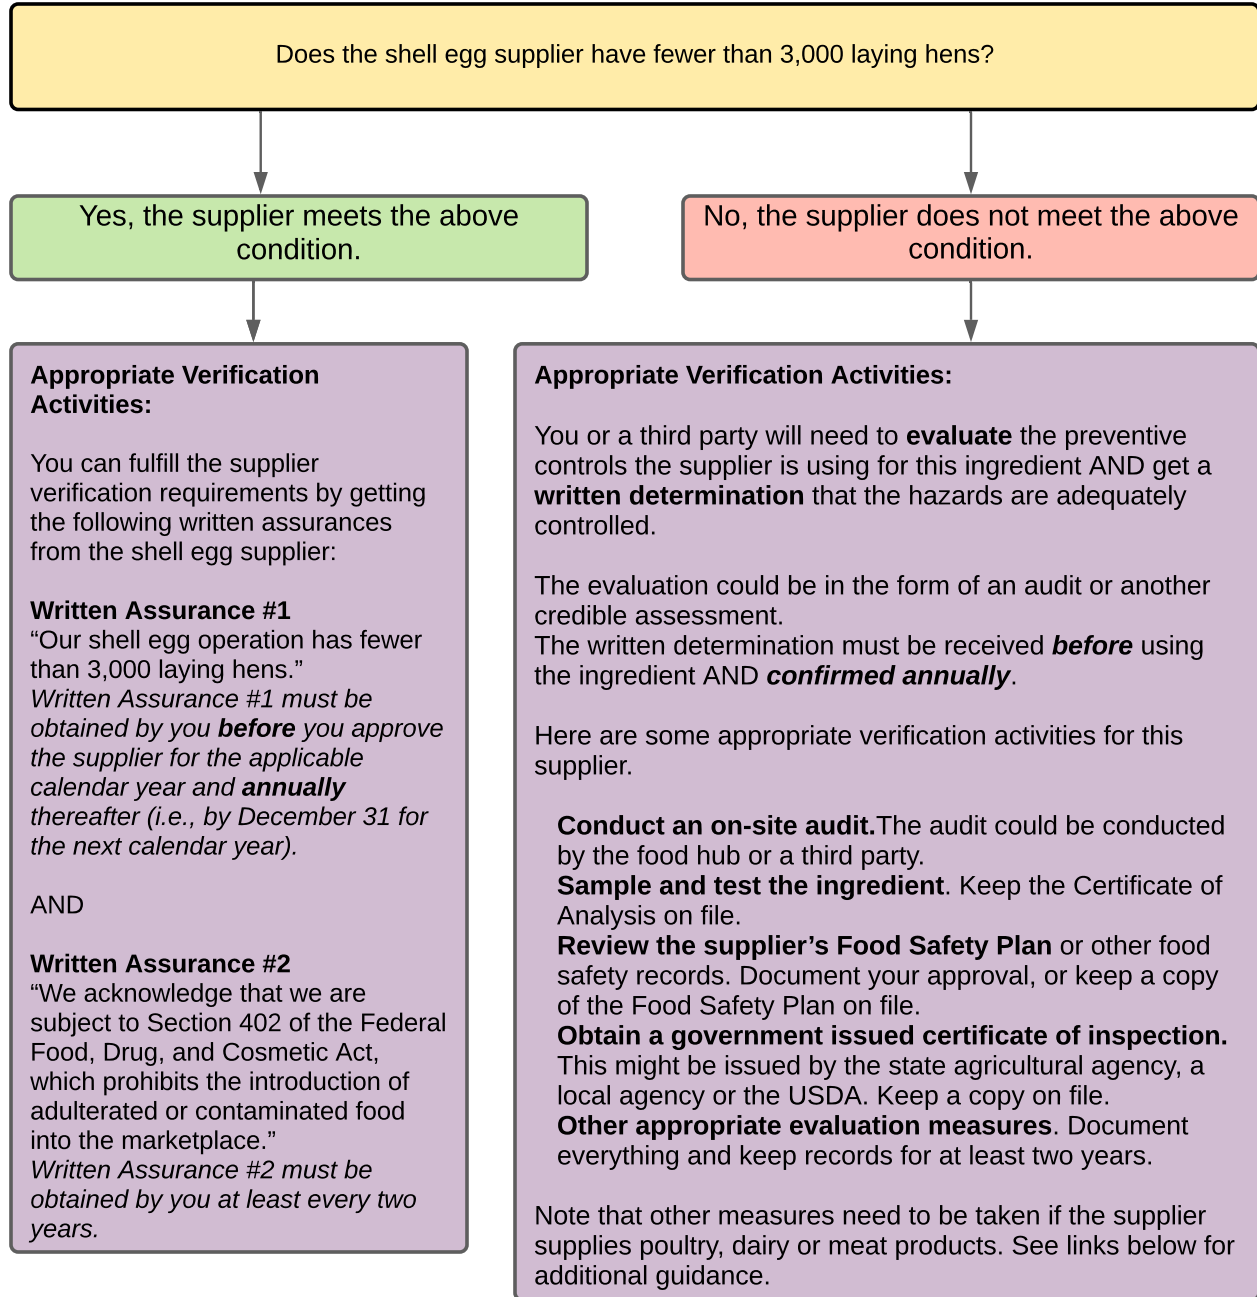 Does the shell egg supplier have fewer than 3,000 laying hens?
Yes, the supplier meets the above
condition.
No, the supplier does not meet the above
condition.
Appropriate Verification
Activities:
You can fulfill the supplier
verification requirements by getting
the following written assurances
from the shell egg supplier:
Written Assurance #1
“Our shell egg operation has fewer
than 3,000 laying hens.”
Written Assurance #1 must be
obtained by you before you approve
the supplier for the applicable
calendar year and annually
thereafter (i.e., by December 31 for
the next calendar year).
AND
Written Assurance #2
“We acknowledge that we are
subject to Section 402 of the Federal
Food, Drug, and Cosmetic Act,
which prohibits the introduction of
adulterated or contaminated food
into the marketplace.”
Written Assurance #2 must be
obtained by you at least every two
years.
Appropriate Verification Activities:
You or a third party will need to evaluate the preventive
controls the supplier is using for this ingredient AND get a
written determination that the hazards are adequately
controlled.
The evaluation could be in the form of an audit or another
credible assessment.
The written determination must be received before using
the ingredient AND confirmed annually.
Here are some appropriate verification activities for this
supplier.
Conduct an on-site audit.The audit could be conducted
by the food hub or a third party.
Sample and test the ingredient. Keep the Certificate of
Analysis on file.
Review the supplier’s Food Safety Plan or other food
safety records. Document your approval, or keep a copy
of the Food Safety Plan on file.
Obtain a government issued certificate of inspection.
This might be issued by the state agricultural agency, a
local agency or the USDA. Keep a copy on file.
Other appropriate evaluation measures. Document
everything and keep records for at least two years.
Note that other measures need to be taken if the supplier
supplies poultry, dairy or meat products. See links below for
additional guidance.